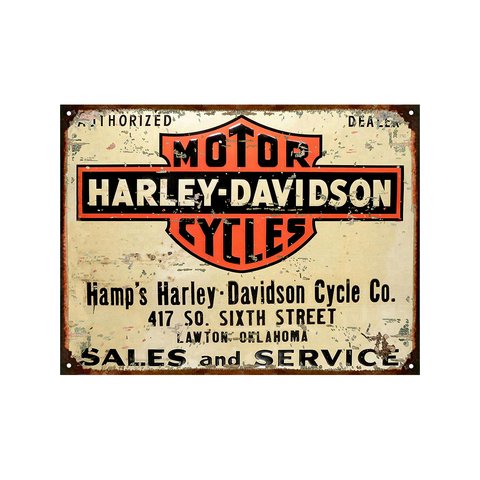 AUTHORIZED DEALER
MOTOR
HARLEY-DAVIDSON
CYCLES
Hamp's Harley-Davidson Cycle Co.
417 SO. SIXTH STREET
LAWTON, OKLAHOMA
SALES and SERVICE